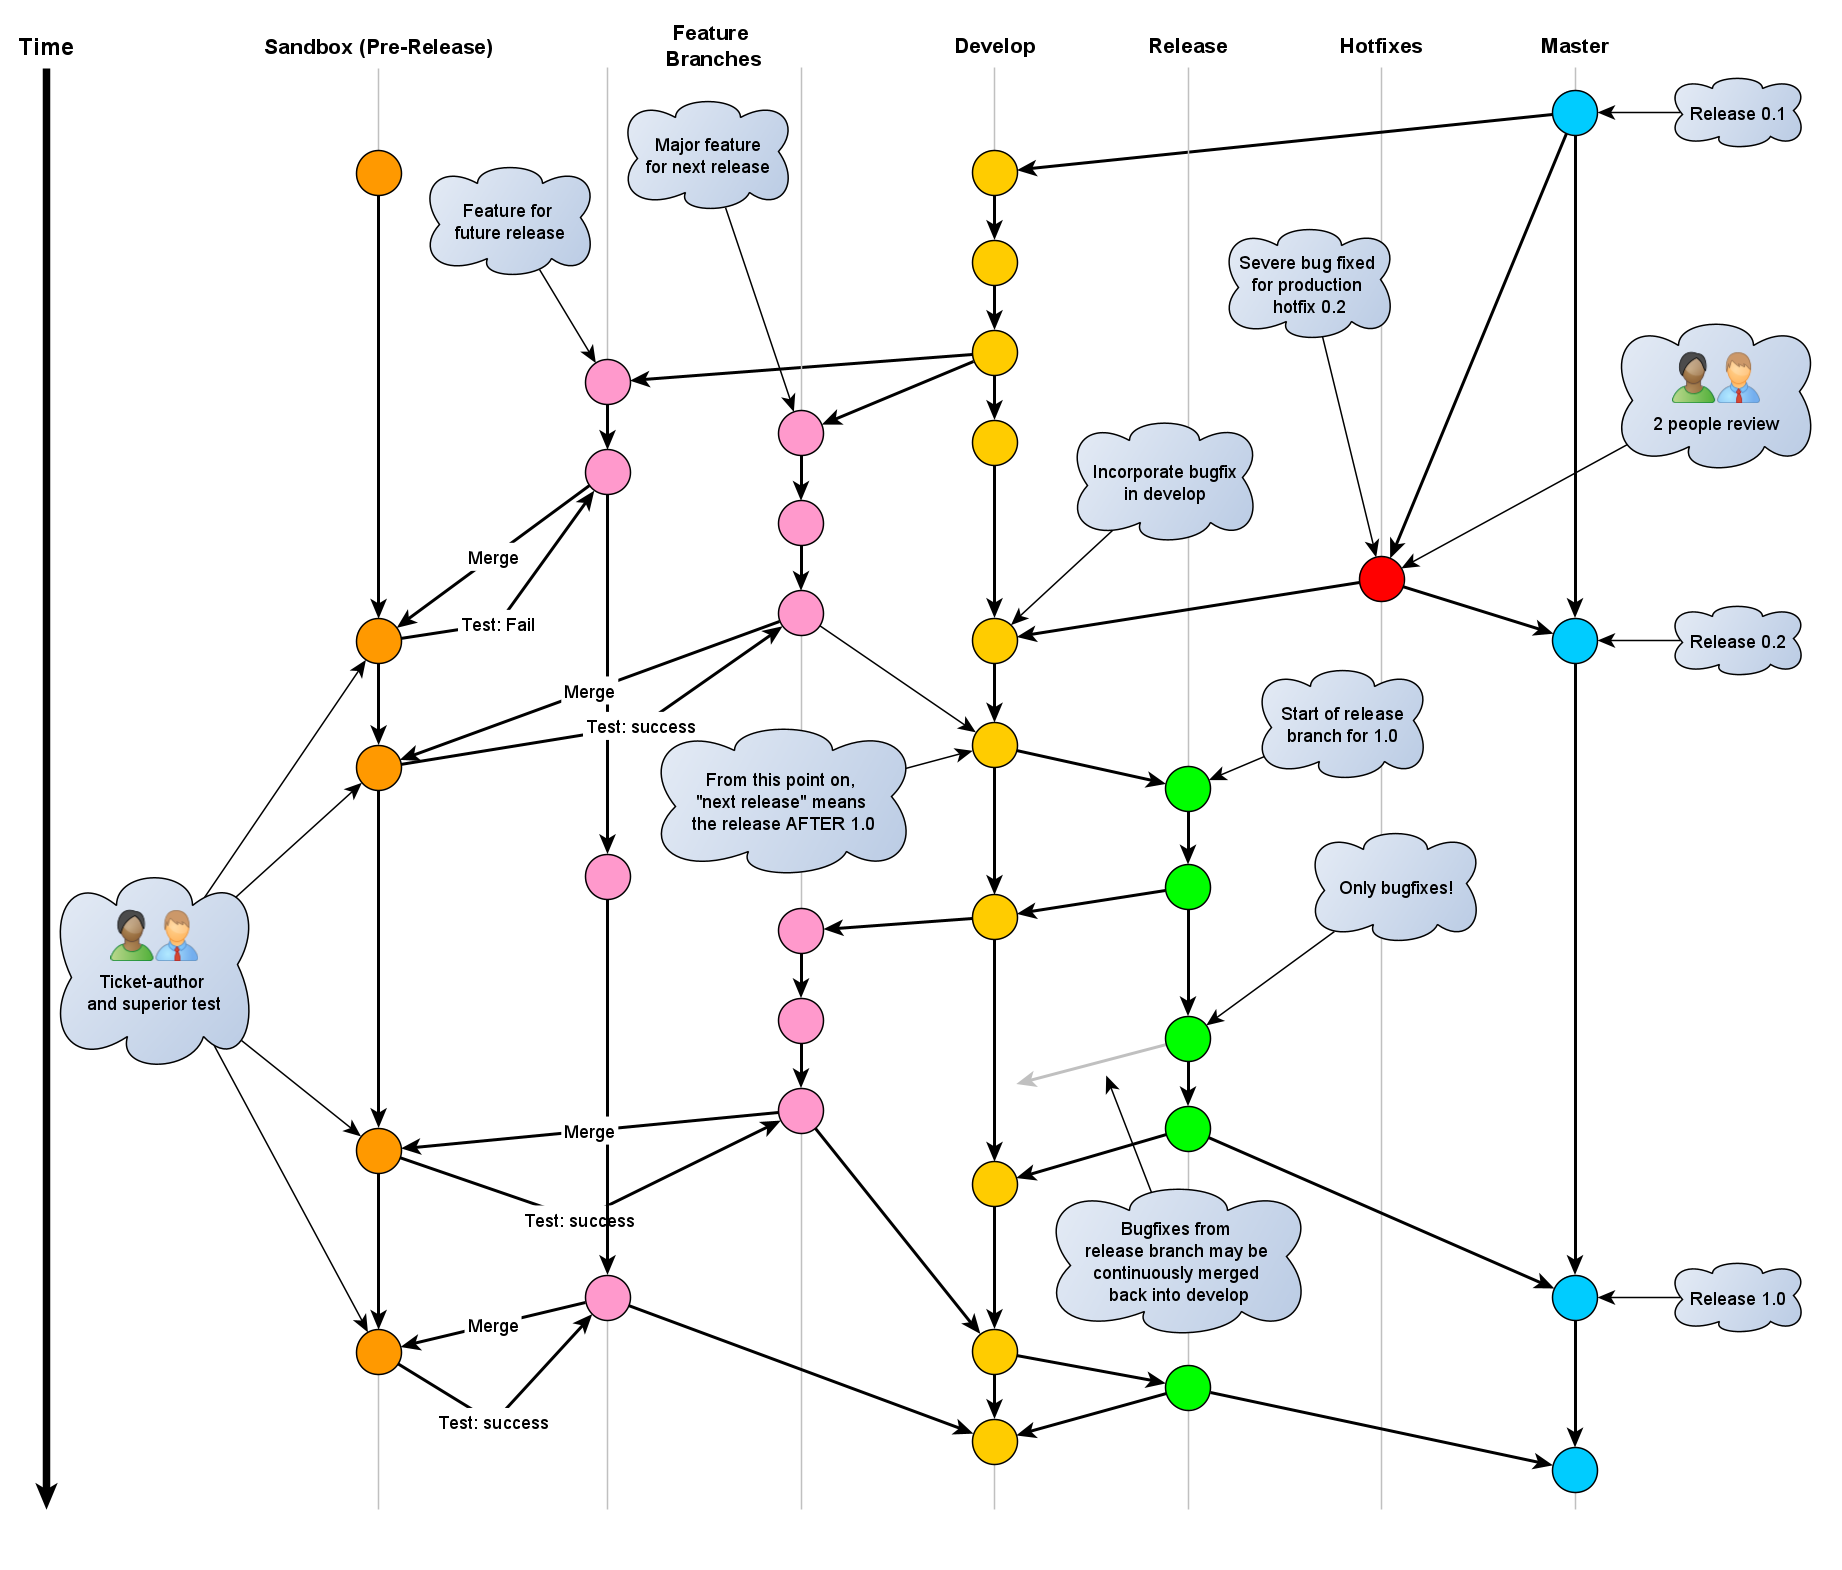 Time
Sandbox (Pre-Release)
Feature
Branches
Develop
Release
Hotfixes
Master
Release 0.1
Major feature
for next release
Feature for
future release
Severe bug fixed
for production
hotfix 0.2
2 people review
Incorporate bugfix
in develop
Merge
Test: Fail
Release 0.2
Merge
Test: success
Start of release
branch for 1.0
From this point on,
"next release" means
the release AFTER 1.0
Only bugfixes!
Ticket-author
and superior test
Merge
Test: success
Bugfixes from
release branch may be
continuously merged
back into develop
Release 1.0
Merge
Test: success